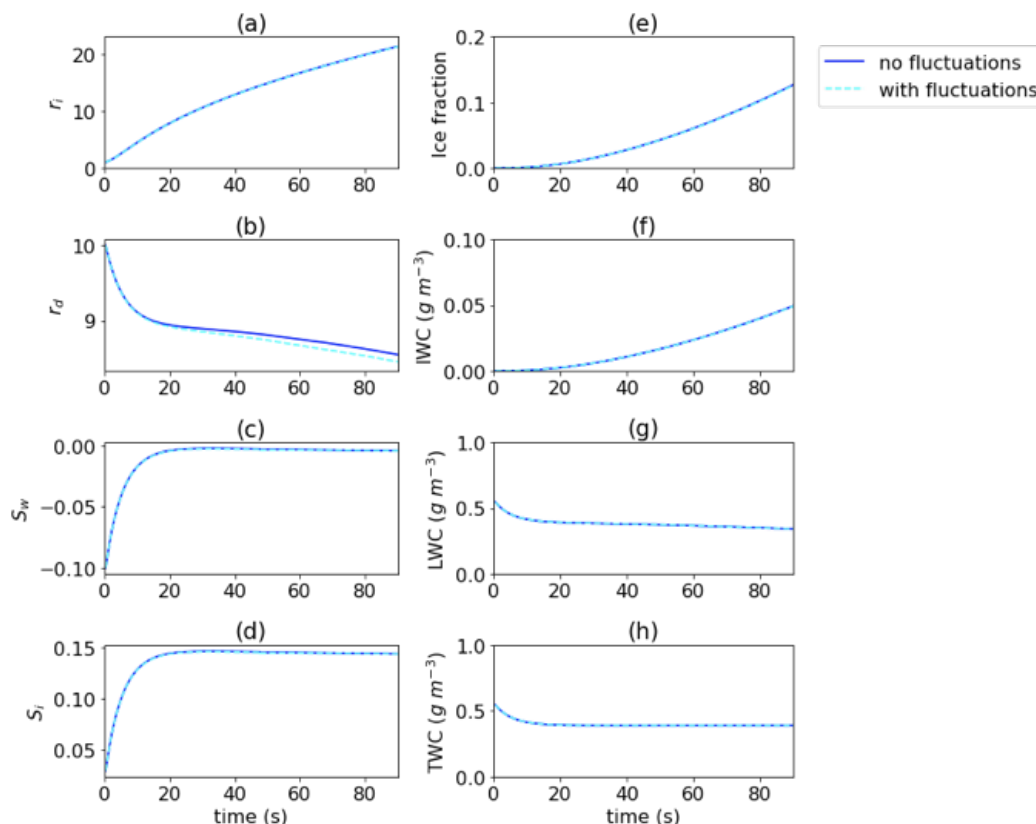 (a)
20
10
0
r_i
0 20 40 60 80
(e)
0.2
0.1
0.0
Ice fraction
0 20 40 60 80
no fluctuations
with fluctuations
(b)
10
9
r_d
0 20 40 60 80
(f)
0.10
0.05
0.00
IWC (g m⁻³)
0 20 40 60 80
(c)
0.00
−0.05
−0.10
S_w
0 20 40 60 80
(g)
1.0
0.5
0.0
LWC (g m⁻³)
0 20 40 60 80
(d)
0.15
0.10
0.05
S_i
0 20 40 60 80
time (s)
(h)
1.0
0.5
0.0
TWC (g m⁻³)
0 20 40 60 80
time (s)